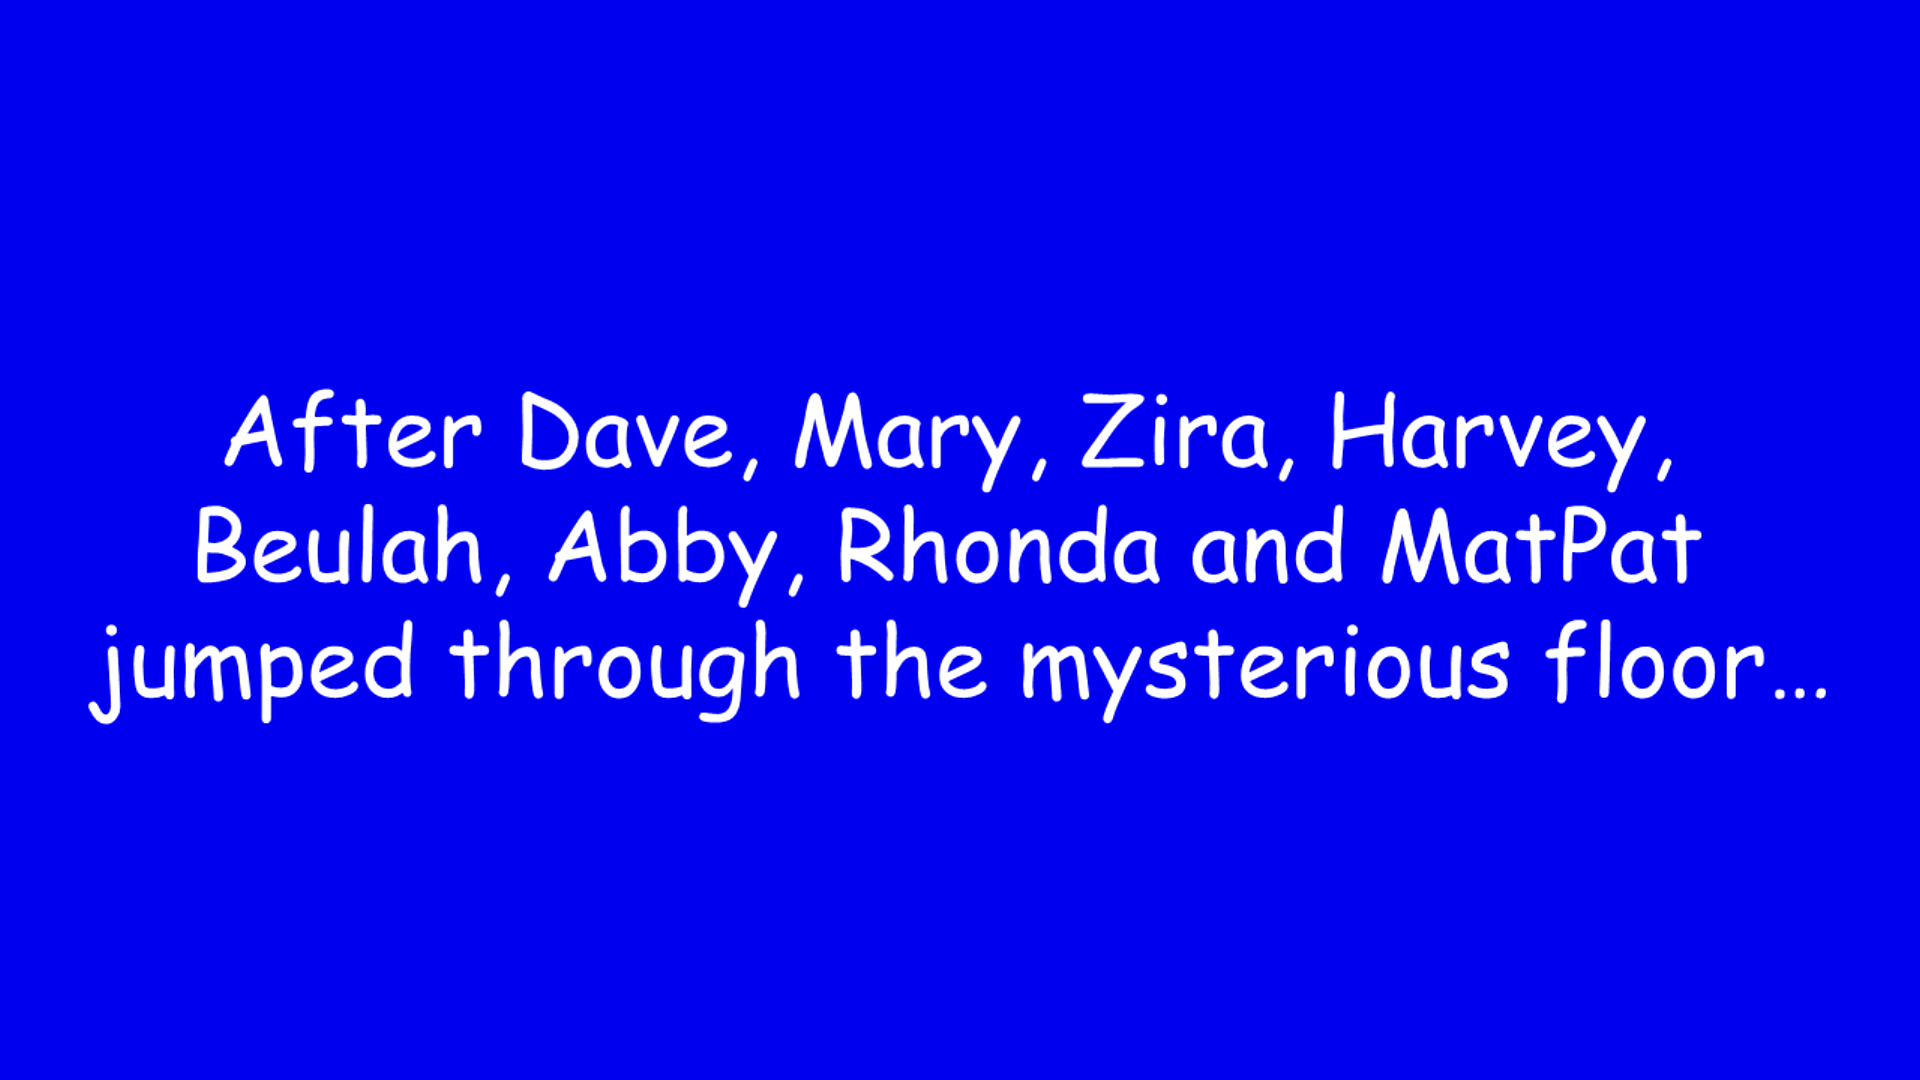 After Dave, Mary, Zira, Harvey,
Beulah, Abby, Rhonda and MatPat
jumped through the mysterious floor...